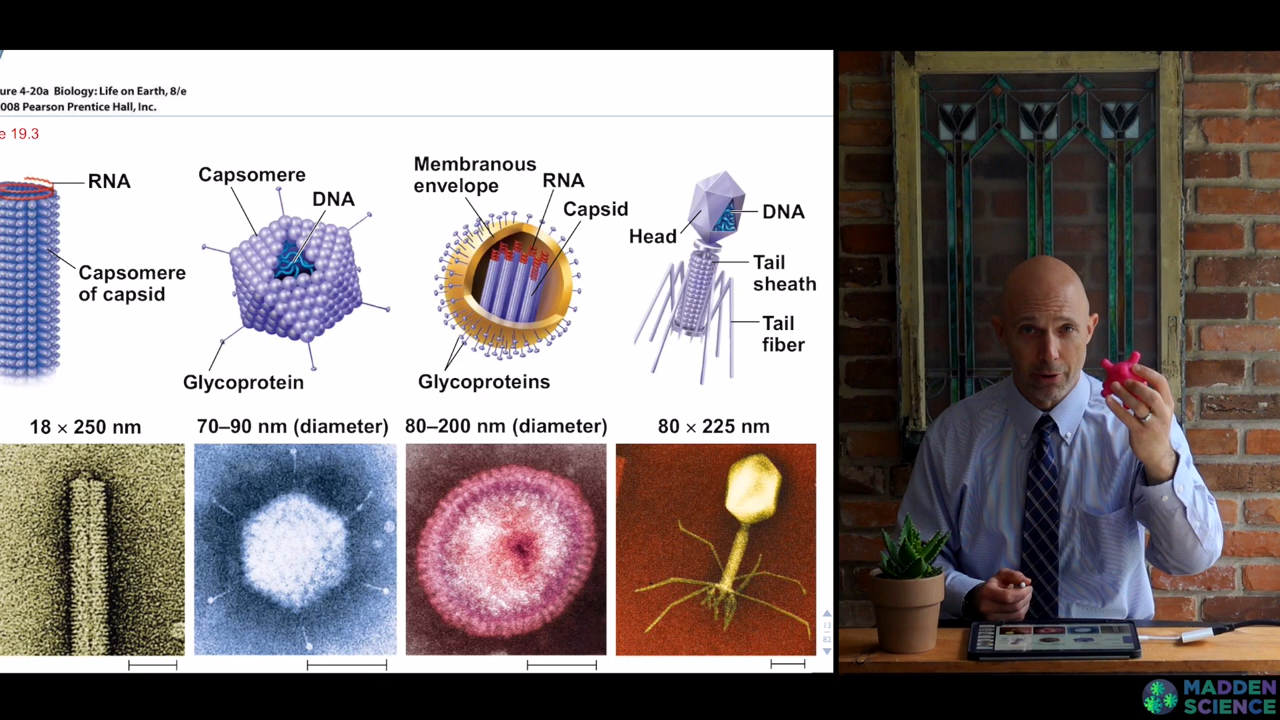 ure 4-20a Biology: Life on Earth, 8/e
008 Pearson Prentice Hall, Inc.
e 19.3
RNA
Capsomere
of capsid
18 × 250 nm
Capsomere
DNA
Glycoprotein
70–90 nm (diameter)
Membranous
envelope
RNA
Capsid
Glycoproteins
80–200 nm (diameter)
Head
DNA
Tail
sheath
Tail
fiber
80 × 225 nm
MADDEN
SCIENCE